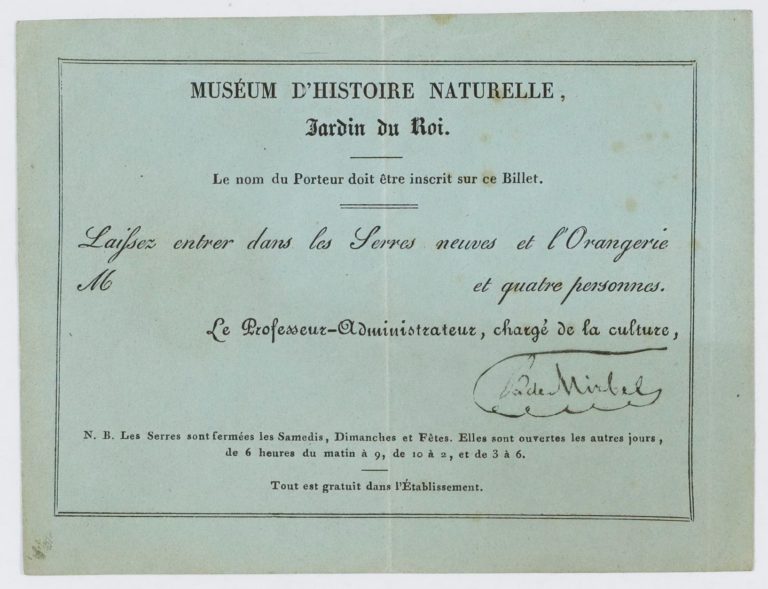 MUSÉUM D'HISTOIRE NATURELLE,
Jardin du Roi.
Le nom du Porteur doit être inscrit sur ce Billet.
Laissez entrer dans les Serres neuves et l'Orangerie
M et quatre personnes.
Le Professeur-Administrateur, chargé de la culture,
de Mirbel
N. B. Les Serres sont fermées les Samedis, Dimanches et Fêtes. Elles sont ouvertes les autres jours,
de 6 heures du matin à 9, de 10 à 2, et de 3 à 6.
Tout est gratuit dans l'Établissement.